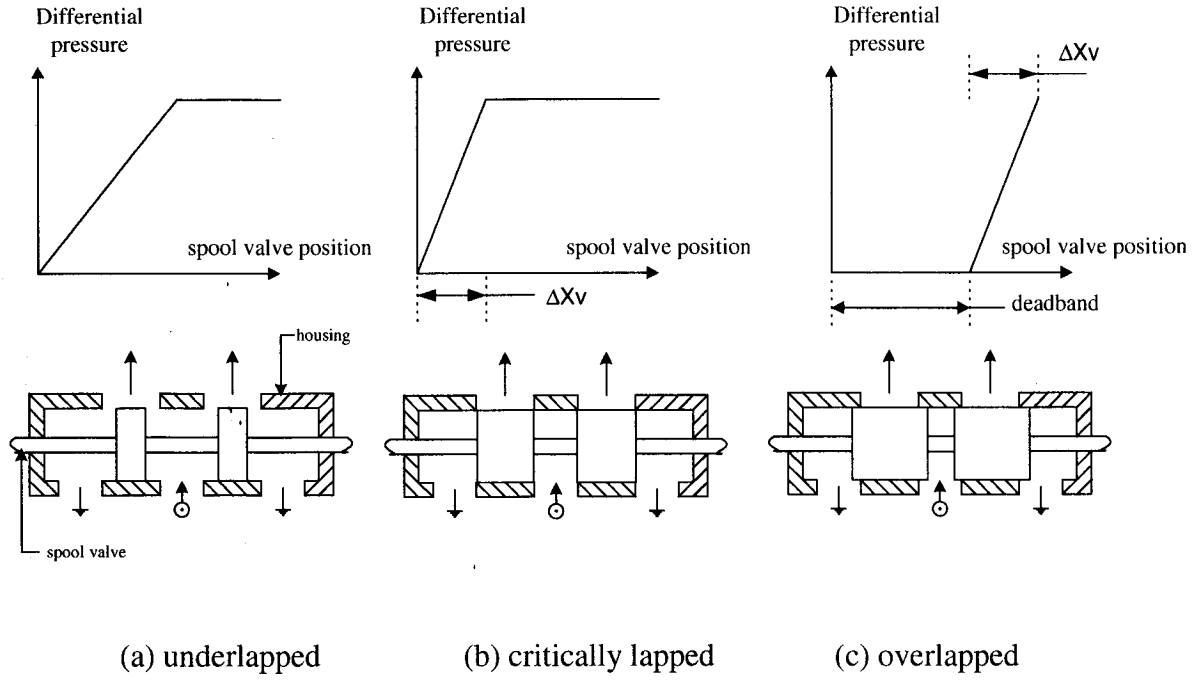 Differential
pressure
spool valve position
ΔXv
Differential
pressure
spool valve position
ΔXv
Differential
pressure
ΔXv
spool valve position
deadband
housing
spool valve
(a) underlapped
(b) critically lapped
(c) overlapped